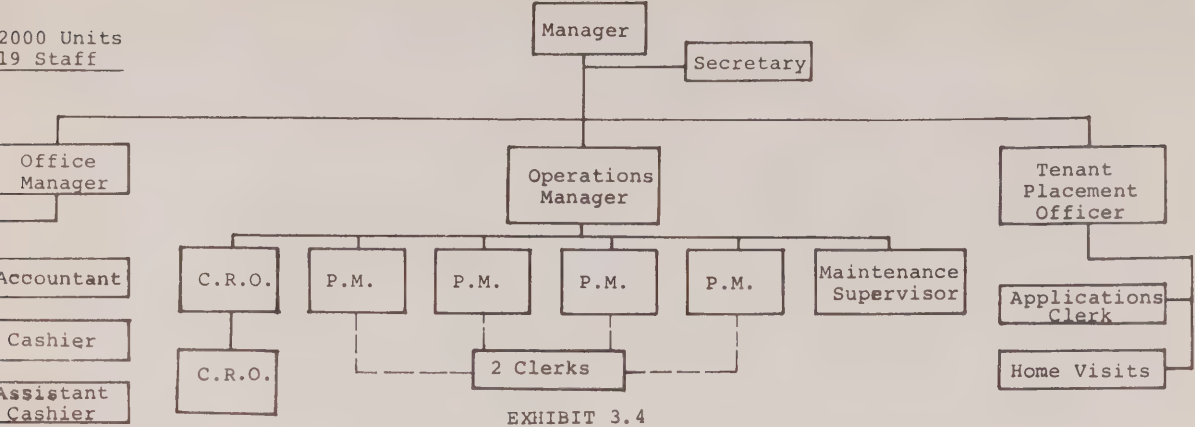 2000 Units
19 Staff
Manager
Secretary
Office
Manager
Operations
Manager
Tenant
Placement
Officer
Accountant
C.R.O.
P.M.
P.M.
P.M.
P.M.
Maintenance
Supervisor
Applications
Clerk
Cashier
C.R.O.
2 Clerks
Home Visits
Assistant
Cashier
EXHIBIT 3.4